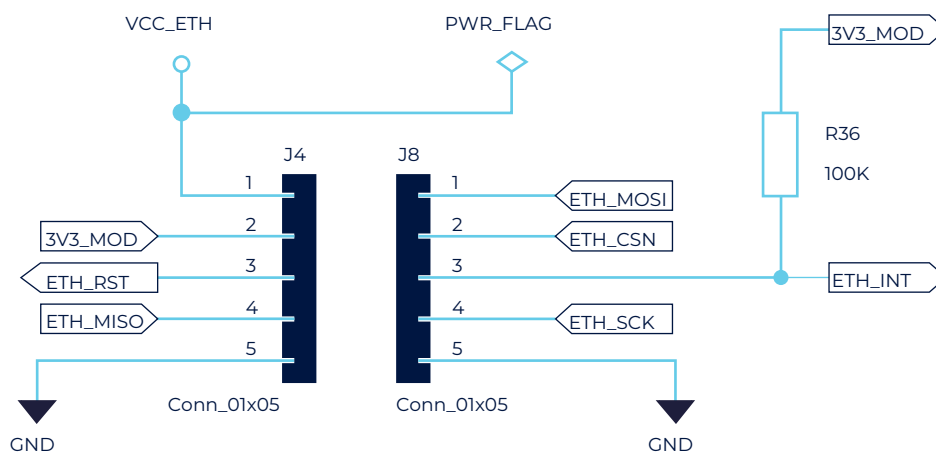 VCC_ETH
PWR_FLAG
3V3_MOD
R36
100K
J4
J8
1
1
ETH_MOSI
3V3_MOD
2
2
ETH_CSN
ETH_RST
3
3
ETH_INT
ETH_MISO
4
4
ETH_SCK
5
5
Conn_01x05
Conn_01x05
GND
GND